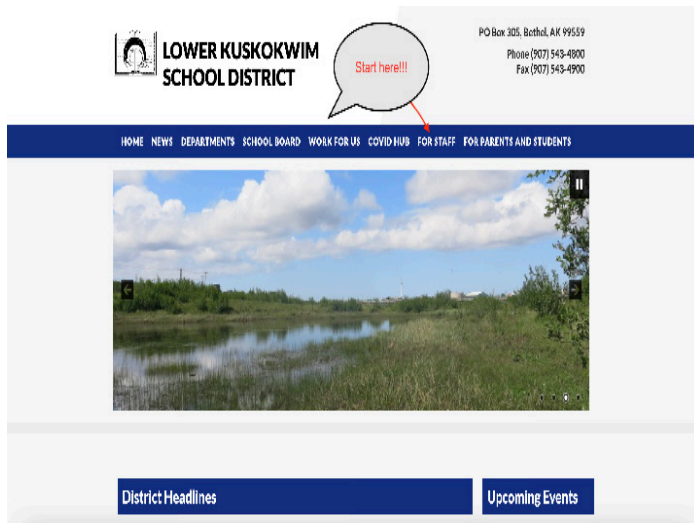 LOWER KUSKOKWIM
SCHOOL DISTRICT
Start here!!!
PO Box 305, Bethel, AK 99559
Phone (907) 543-4800
Fax (907) 543-4900
HOME NEWS DEPARTMENTS SCHOOL BOARD WORK FOR US COVID HUB FOR STAFF FOR PARENTS AND STUDENTS
District Headlines
Upcoming Events